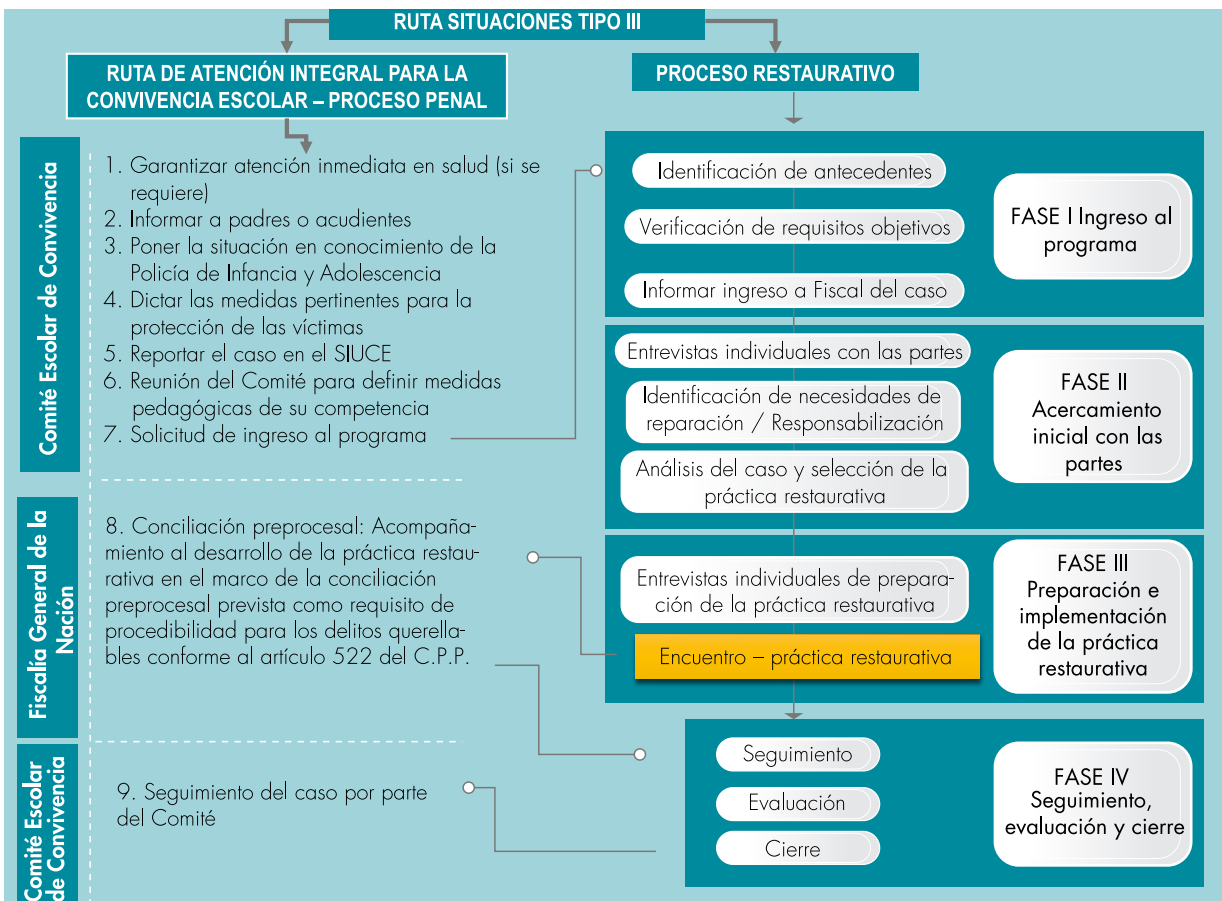 RUTA SITUACIONES TIPO III
RUTA DE ATENCIÓN INTEGRAL PARA LA
CONVIVENCIA ESCOLAR – PROCESO PENAL
PROCESO RESTAURATIVO
Comité Escolar de Convivencia
1. Garantizar atención inmediata en salud (si se
requiere)
2. Informar a padres o acudientes
3. Poner la situación en conocimiento de la
Policía de Infancia y Adolescencia
4. Dictar las medidas pertinentes para la
protección de las víctimas
5. Reportar el caso en el SIUCE
6. Reunión del Comité para definir medidas
pedagógicas de su competencia
7. Solicitud de ingreso al programa
Identificación de antecedentes
Verificación de requisitos objetivos
Informar ingreso a Fiscal del caso
FASE I Ingreso al
programa
Entrevistas individuales con las partes
Identificación de necesidades de
reparación / Responsabilización
Análisis del caso y selección de la
práctica restaurativa
FASE II
Acercamiento
inicial con las
partes
Fiscalía General de la
Nación
8. Conciliación preprocesal: Acompaña-
miento al desarrollo de la práctica restau-
rativa en el marco de la conciliación
preprocesal prevista como requisito de
procedibilidad para los delitos querella-
bles conforme al artículo 522 del C.P.P.
Entrevistas individuales de prepara-
ción de la práctica restaurativa
Encuentro – práctica restaurativa
FASE III
Preparación e
implementación
de la práctica
restaurativa
Comité Escolar
de Convivencia
9. Seguimiento del caso por parte
del Comité
Seguimiento
Evaluación
Cierre
FASE IV
Seguimiento,
evaluación y cierre